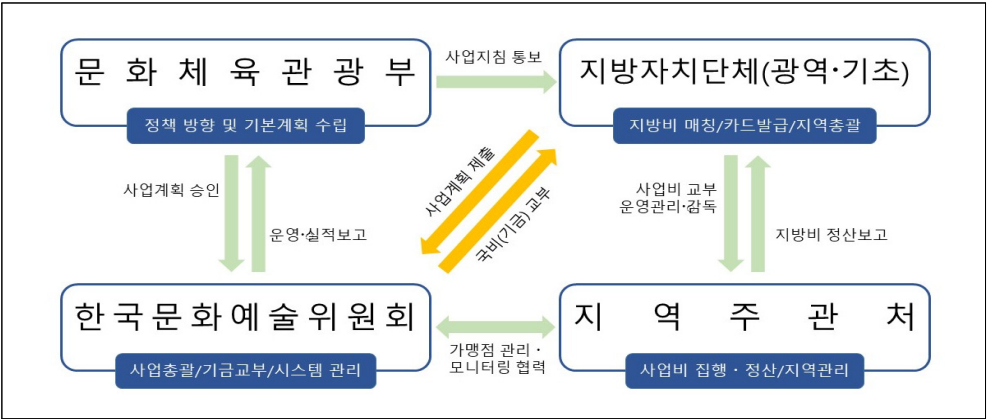 문화체육관광부
정책 방향 및 기본계획 수립
사업지침 통보
지방자치단체(광역·기초)
지방비 매칭/카드발급/지역총괄
사업계획 승인
운영·실적보고
사업계획 제출
국비(기금) 교부
사업비 교부
운영관리·감독
지방비 정산보고
한국문화예술위원회
사업총괄/기금교부/시스템 관리
가맹점 관리·
모니터링 협력
지역주관처
사업비 집행·정산/지역관리